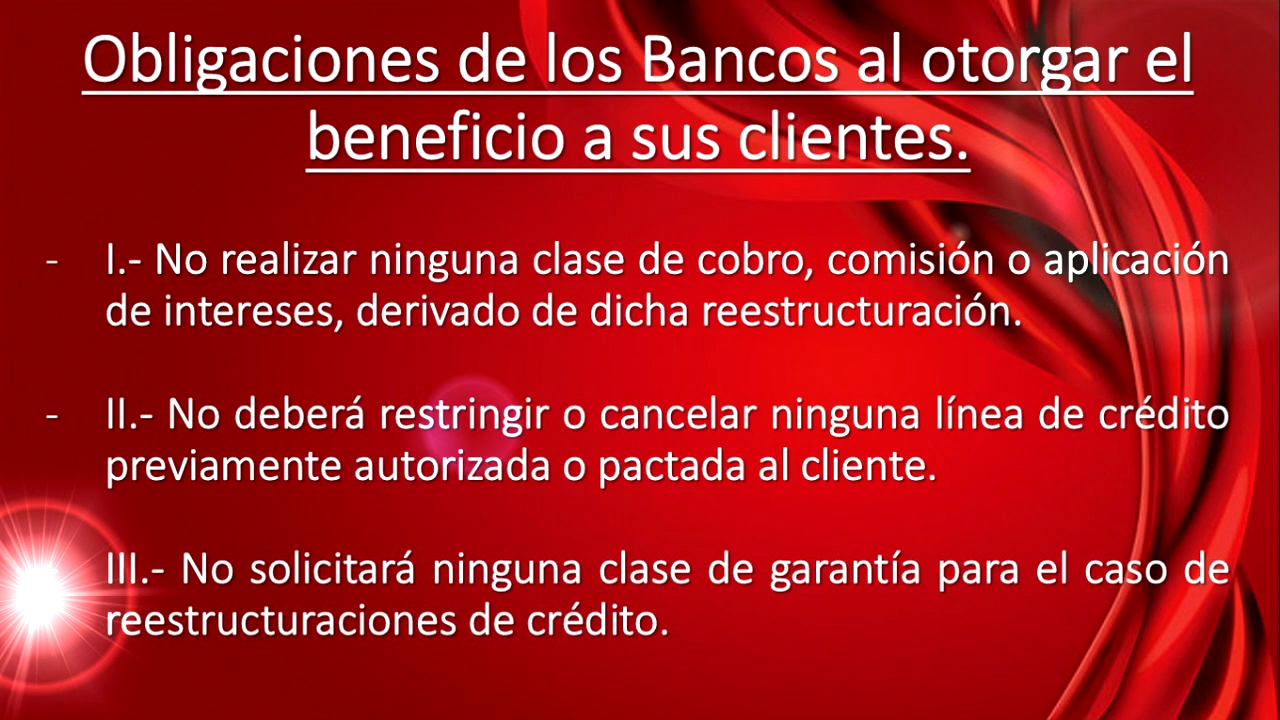 Obligaciones de los Bancos al otorgar el
beneficio a sus clientes.
- I.- No realizar ninguna clase de cobro, comisión o aplicación
de intereses, derivado de dicha reestructuración.
- II.- No deberá restringir o cancelar ninguna línea de crédito
previamente autorizada o pactada al cliente.
III.- No solicitará ninguna clase de garantía para el caso de
reestructuraciones de crédito.